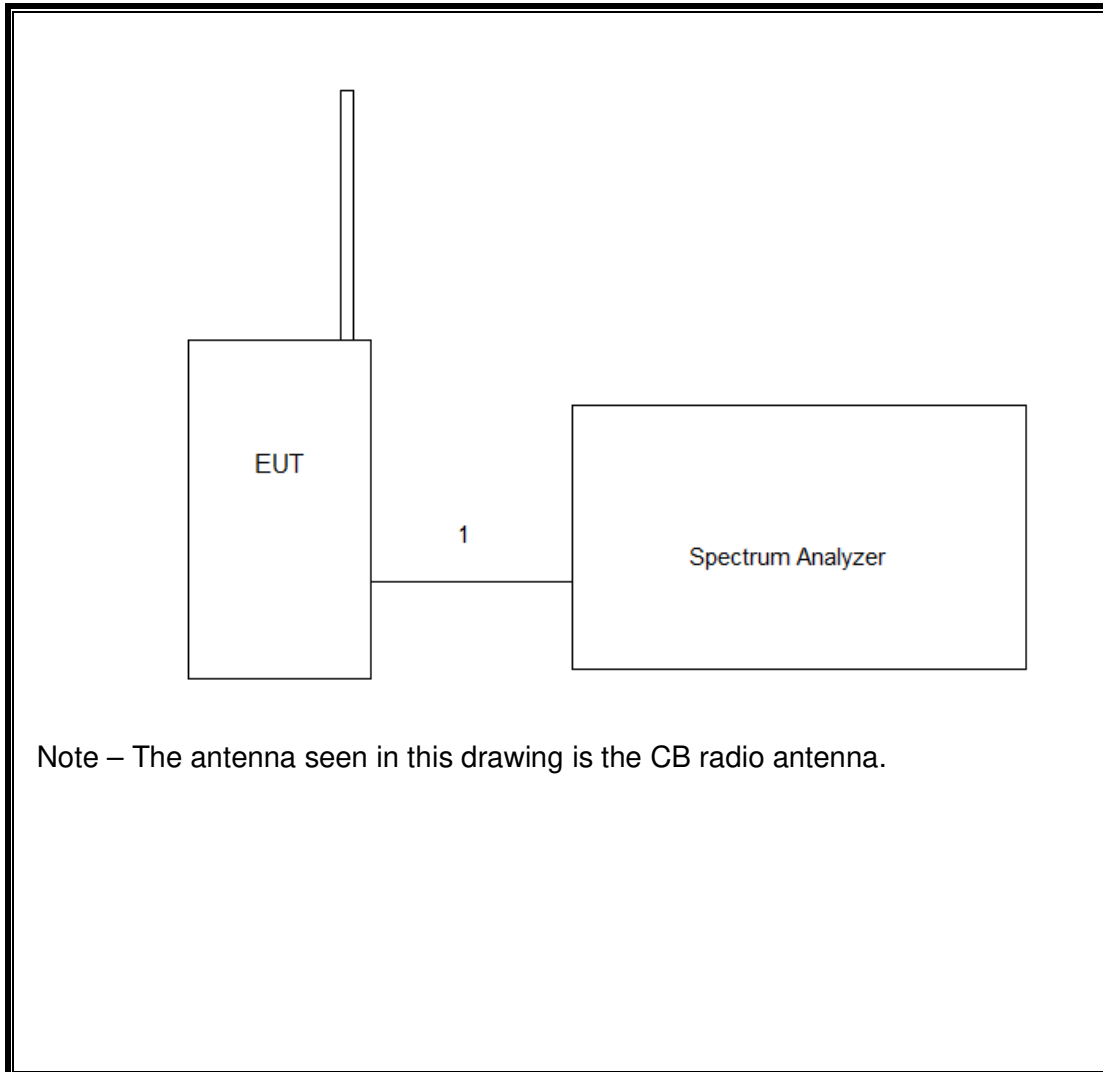 EUT
1
Spectrum Analyzer
Note – The antenna seen in this drawing is the CB radio antenna.